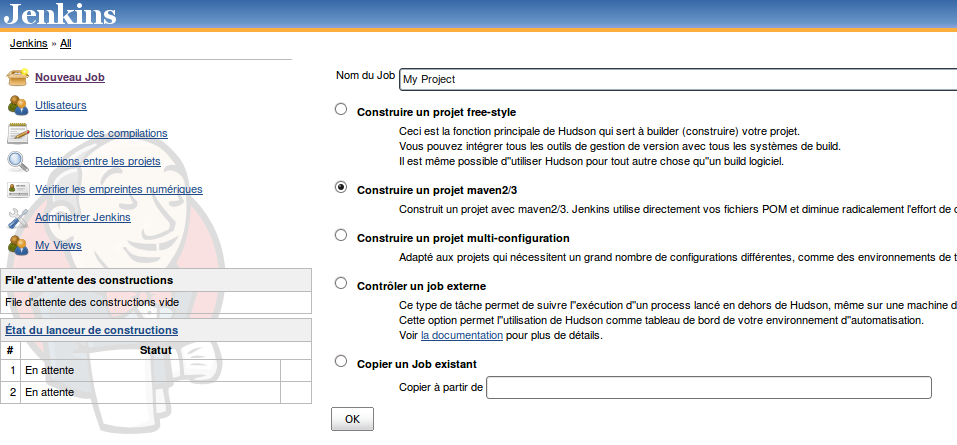 Jenkins
Jenkins » All
Nouveau Job
Utlisateurs
Historique des compilations
Relations entre les projets
Vérifier les empreintes numériques
Administrer Jenkins
My Views
File d'attente des constructions
File d'attente des constructions vide
État du lanceur de constructions
# Statut
1 En attente
2 En attente
Nom du Job My Project
Construire un projet free-style
Ceci est la fonction principale de Hudson qui sert à builder (construire) votre projet.
Vous pouvez intégrer tous les outils de gestion de version avec tous les systèmes de build.
Il est même possible d''utiliser Hudson pour tout autre chose qu''un build logiciel.
Construire un projet maven2/3
Construit un projet avec maven2/3. Jenkins utilise directement vos fichiers POM et diminue radicalement l'effort de
Construire un projet multi-configuration
Adapté aux projets qui nécessitent un grand nombre de configurations différentes, comme des environnements de
Contrôler un job externe
Ce type de tâche permet de suivre l''exécution d''un process lancé en dehors de Hudson, même sur une machine
Cette option permet l''utilisation de Hudson comme tableau de bord de votre environnement d''automatisation.
Voir la documentation pour plus de détails.
Copier un Job existant
Copier à partir de
OK